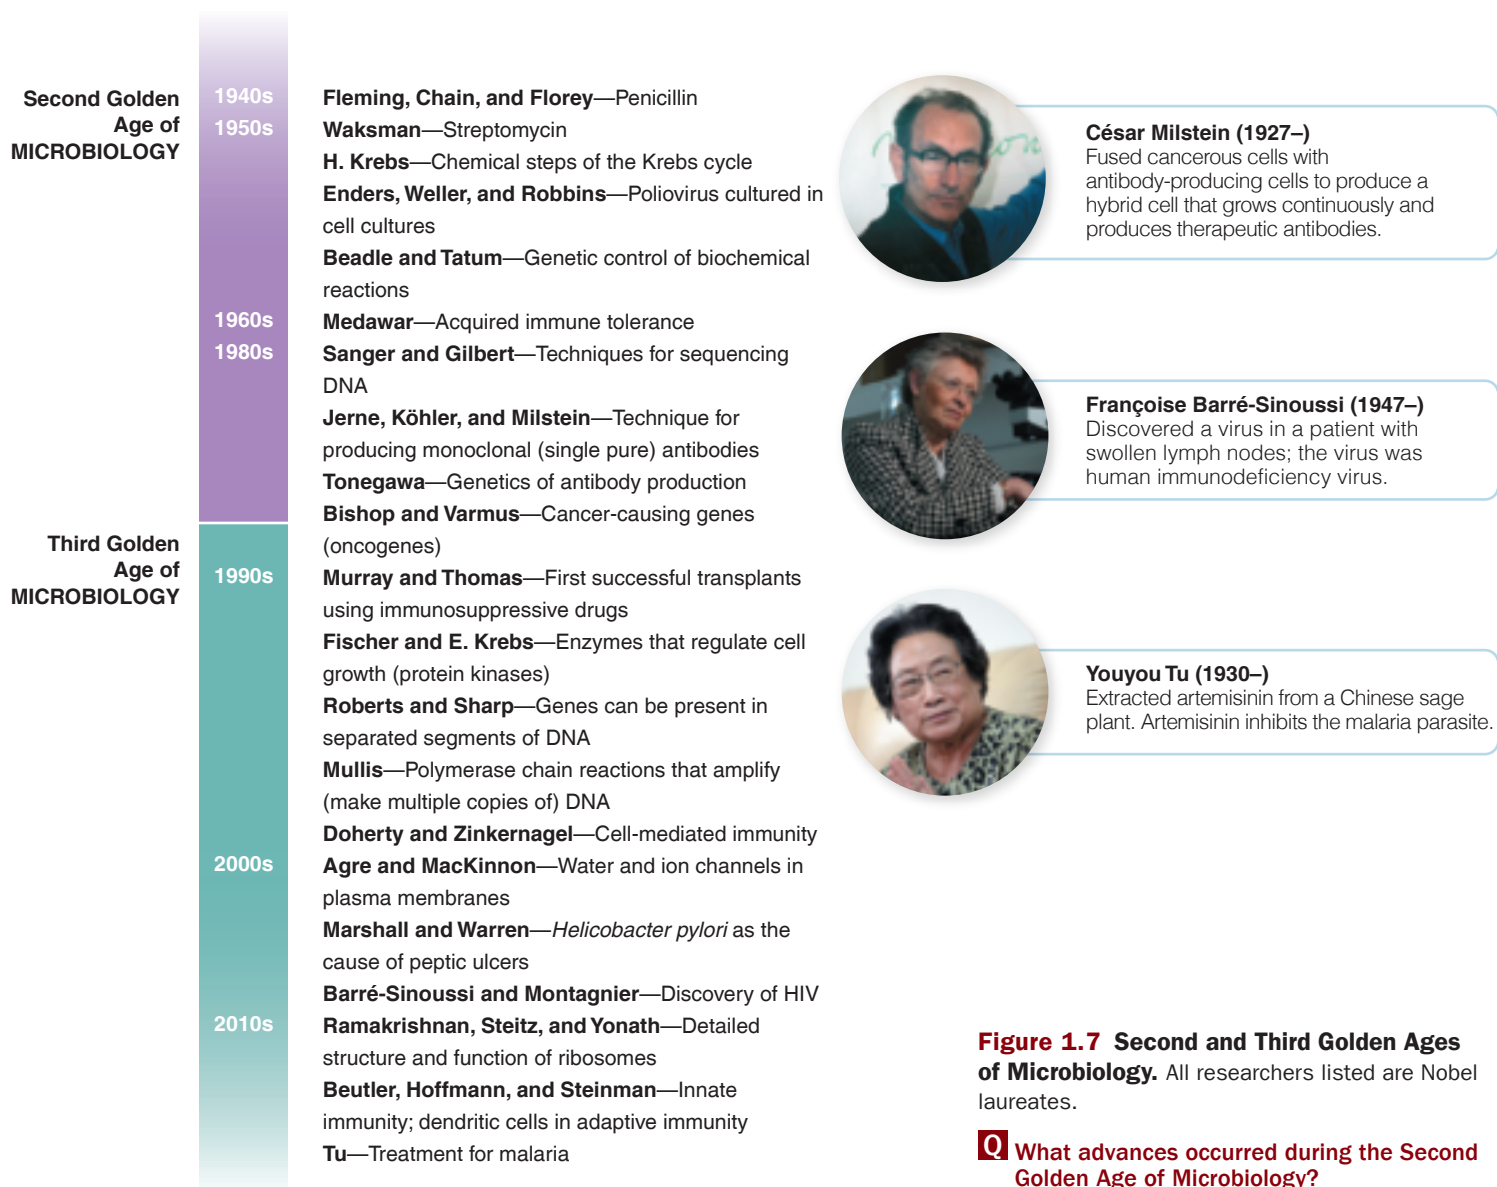 Second Golden
Age of
MICROBIOLOGY
1940s
Fleming, Chain, and Florey—Penicillin
1950s
Waksman—Streptomycin
H. Krebs—Chemical steps of the Krebs cycle
Enders, Weller, and Robbins—Poliovirus cultured in
cell cultures
Beadle and Tatum—Genetic control of biochemical
reactions
1960s
Medawar—Acquired immune tolerance
1980s
Sanger and Gilbert—Techniques for sequencing
DNA
Jerne, Köhler, and Milstein—Technique for
producing monoclonal (single pure) antibodies
Tonegawa—Genetics of antibody production
Bishop and Varmus—Cancer-causing genes
(oncogenes)
Third Golden
Age of
MICROBIOLOGY
1990s
Murray and Thomas—First successful transplants
using immunosuppressive drugs
Fischer and E. Krebs—Enzymes that regulate cell
growth (protein kinases)
Roberts and Sharp—Genes can be present in
separated segments of DNA
Mullis—Polymerase chain reactions that amplify
(make multiple copies of) DNA
Doherty and Zinkernagel—Cell-mediated immunity
2000s
Agre and MacKinnon—Water and ion channels in
plasma membranes
Marshall and Warren—Helicobacter pylori as the
cause of peptic ulcers
Barré-Sinoussi and Montagnier—Discovery of HIV
2010s
Ramakrishnan, Steitz, and Yonath—Detailed
structure and function of ribosomes
Beutler, Hoffmann, and Steinman—Innate
immunity; dendritic cells in adaptive immunity
Tu—Treatment for malaria
César Milstein (1927–)
Fused cancerous cells with
antibody-producing cells to produce a
hybrid cell that grows continuously and
produces therapeutic antibodies.
Françoise Barré-Sinoussi (1947–)
Discovered a virus in a patient with
swollen lymph nodes; the virus was
human immunodeficiency virus.
Youyou Tu (1930–)
Extracted artemisinin from a Chinese sage
plant. Artemisinin inhibits the malaria parasite.
Figure 1.7 Second and Third Golden Ages
of Microbiology. All researchers listed are Nobel
laureates.
Q What advances occurred during the Second
Golden Age of Microbiology?